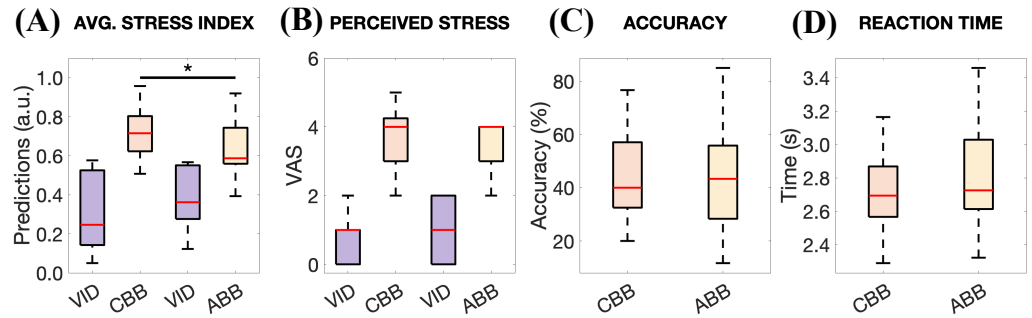 (A) AVG. STRESS INDEX
Predictions (a.u.)
1.0
0.8
0.6
0.4
0.2
0.0
*
VID
CBB
VID
ABB
(B) PERCEIVED STRESS
VAS
6
4
2
0
VID
CBB
VID
ABB
(C) ACCURACY
Accuracy (%)
80
60
40
20
CBB
ABB
(D) REACTION TIME
Time (s)
3.4
3.2
3.0
2.8
2.6
2.4
CBB
ABB